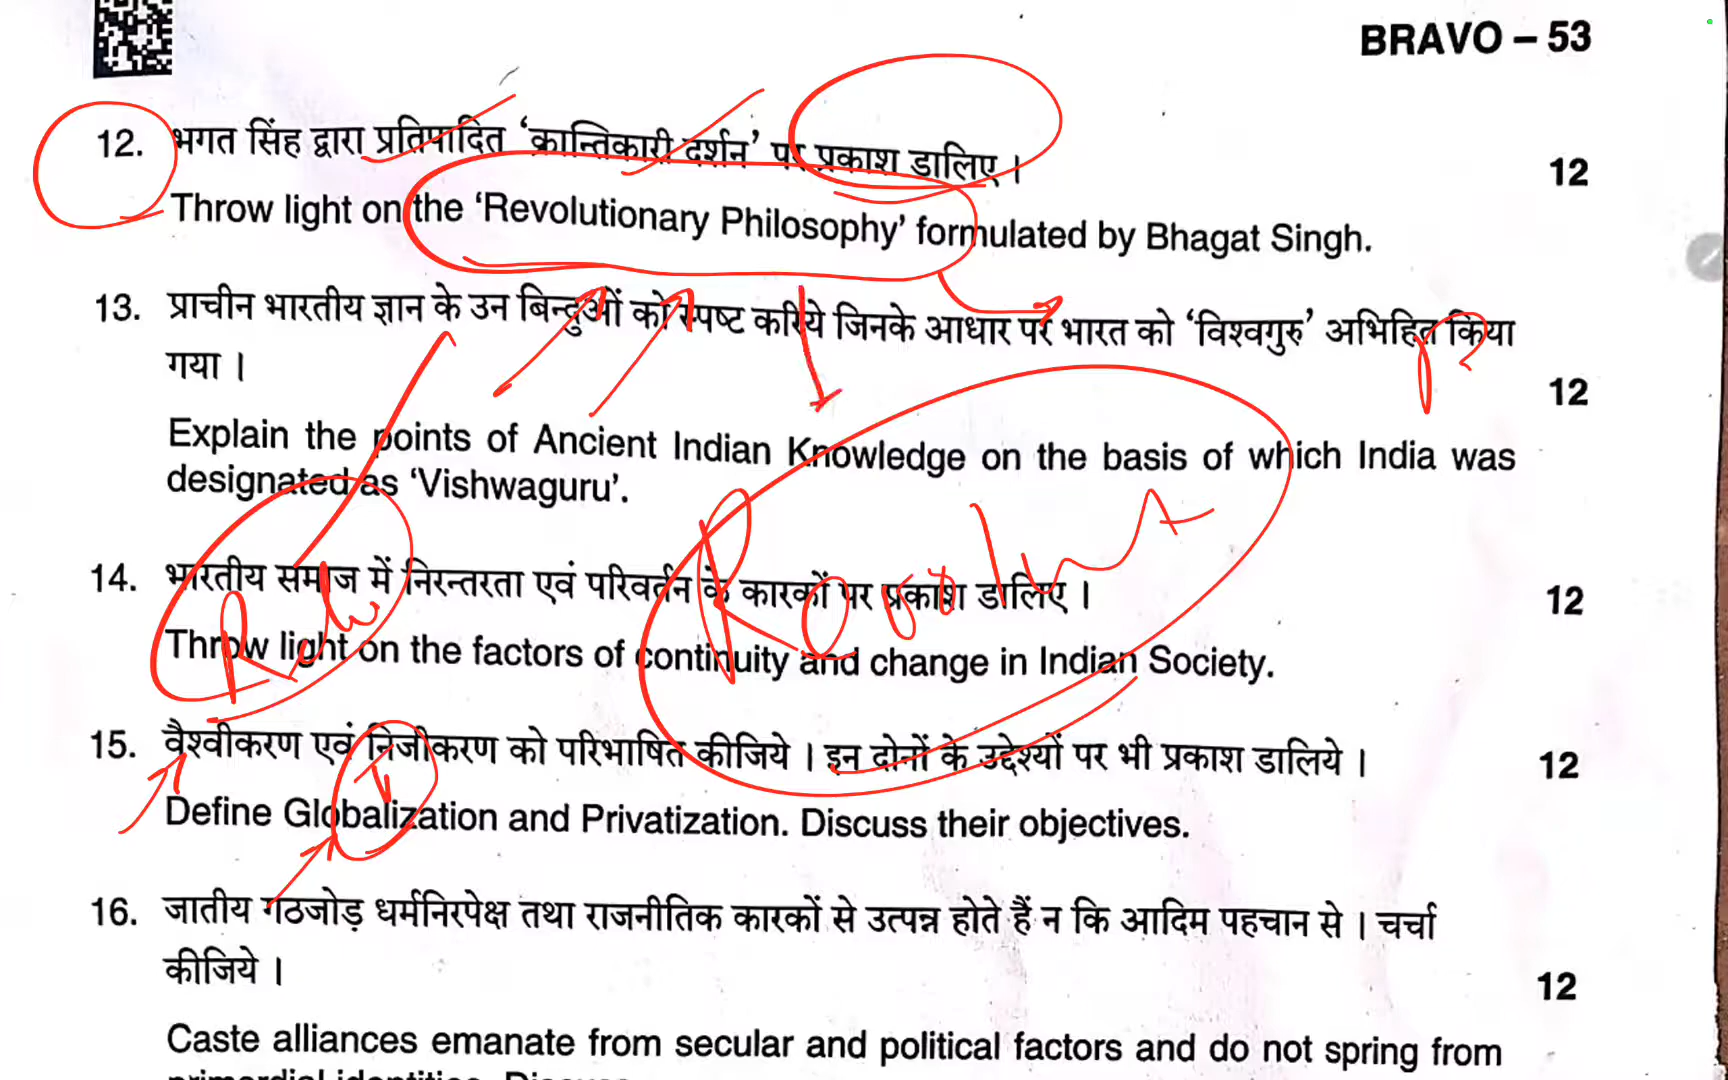 BRAVO – 53
12. भगत सिंह द्वारा प्रतिपादित ‘क्रान्तिकारी दर्शन’ पर प्रकाश डालिए ।
12
Throw light on the ‘Revolutionary Philosophy’ formulated by Bhagat Singh.
13. प्राचीन भारतीय ज्ञान के उन बिन्दुओं को स्पष्ट करिये जिनके आधार पर भारत को ‘विश्वगुरु’ अभिहित किया
गया ।
12
Explain the points of Ancient Indian Knowledge on the basis of which India was
designated as ‘Vishwaguru’.
14. भारतीय समाज में निरन्तरता एवं परिवर्तन के कारकों पर प्रकाश डालिए ।
12
Throw light on the factors of continuity and change in Indian Society.
15. वैश्वीकरण एवं निजीकरण को परिभाषित कीजिये । इन दोनों के उद्देश्यों पर भी प्रकाश डालिये ।
12
Define Globalization and Privatization. Discuss their objectives.
16. जातीय गठजोड़ धर्मनिरपेक्ष तथा राजनीतिक कारकों से उत्पन्न होते हैं न कि आदिम पहचान से । चर्चा
कीजिये ।
12
Caste alliances emanate from secular and political factors and do not spring from